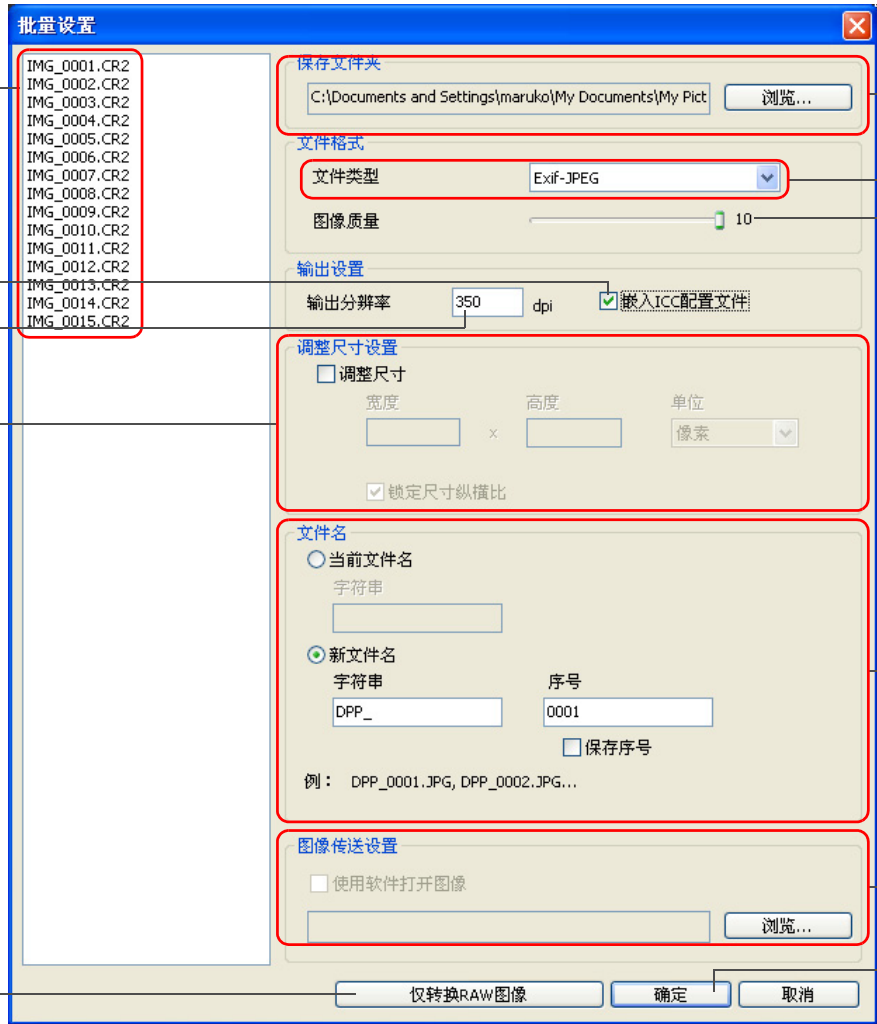 批量设置
IMG_0001.CR2
IMG_0002.CR2
IMG_0003.CR2
IMG_0004.CR2
IMG_0005.CR2
IMG_0006.CR2
IMG_0007.CR2
IMG_0008.CR2
IMG_0009.CR2
IMG_0010.CR2
IMG_0011.CR2
IMG_0012.CR2
IMG_0013.CR2
IMG_0014.CR2
IMG_0015.CR2
保存文件夹
C:\Documents and Settings\maruko\My Documents\My Pict 浏览...
文件格式
文件类型 Exif-JPEG
图像质量 10
输出设置
输出分辨率 350 dpi 嵌入ICC配置文件
调整尺寸设置
调整尺寸
宽度 高度 单位
x 像素
锁定尺寸纵横比
文件名
当前文件名
字符串
新文件名
字符串 序号
DPP_ 0001
保存序号
例： DPP_0001.JPG, DPP_0002.JPG...
图像传送设置
使用软件打开图像
浏览...
仅转换RAW图像 确定 取消